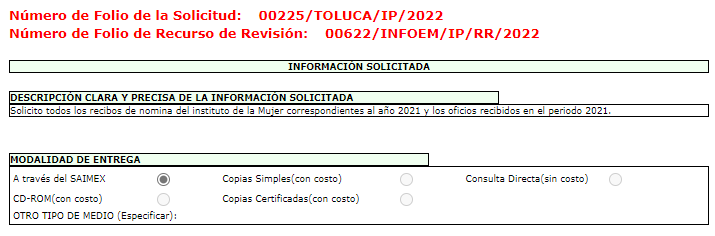 Número de Folio de la Solicitud: 00225/TOLUCA/IP/2022
Número de Folio de Recurso de Revisión: 00622/INFOEM/IP/RR/2022
INFORMACIÓN SOLICITADA
DESCRIPCIÓN CLARA Y PRECISA DE LA INFORMACIÓN SOLICITADA
Solicito todos los recibos de nomina del instituto de la Mujer correspondientes al año 2021 y los oficios recibidos en el periodo 2021.
MODALIDAD DE ENTREGA
A través del SAIMEX Copias Simples(con costo) Consulta Directa(sin costo)
CD-ROM(con costo) Copias Certificadas(con costo)
OTRO TIPO DE MEDIO (Especificar):